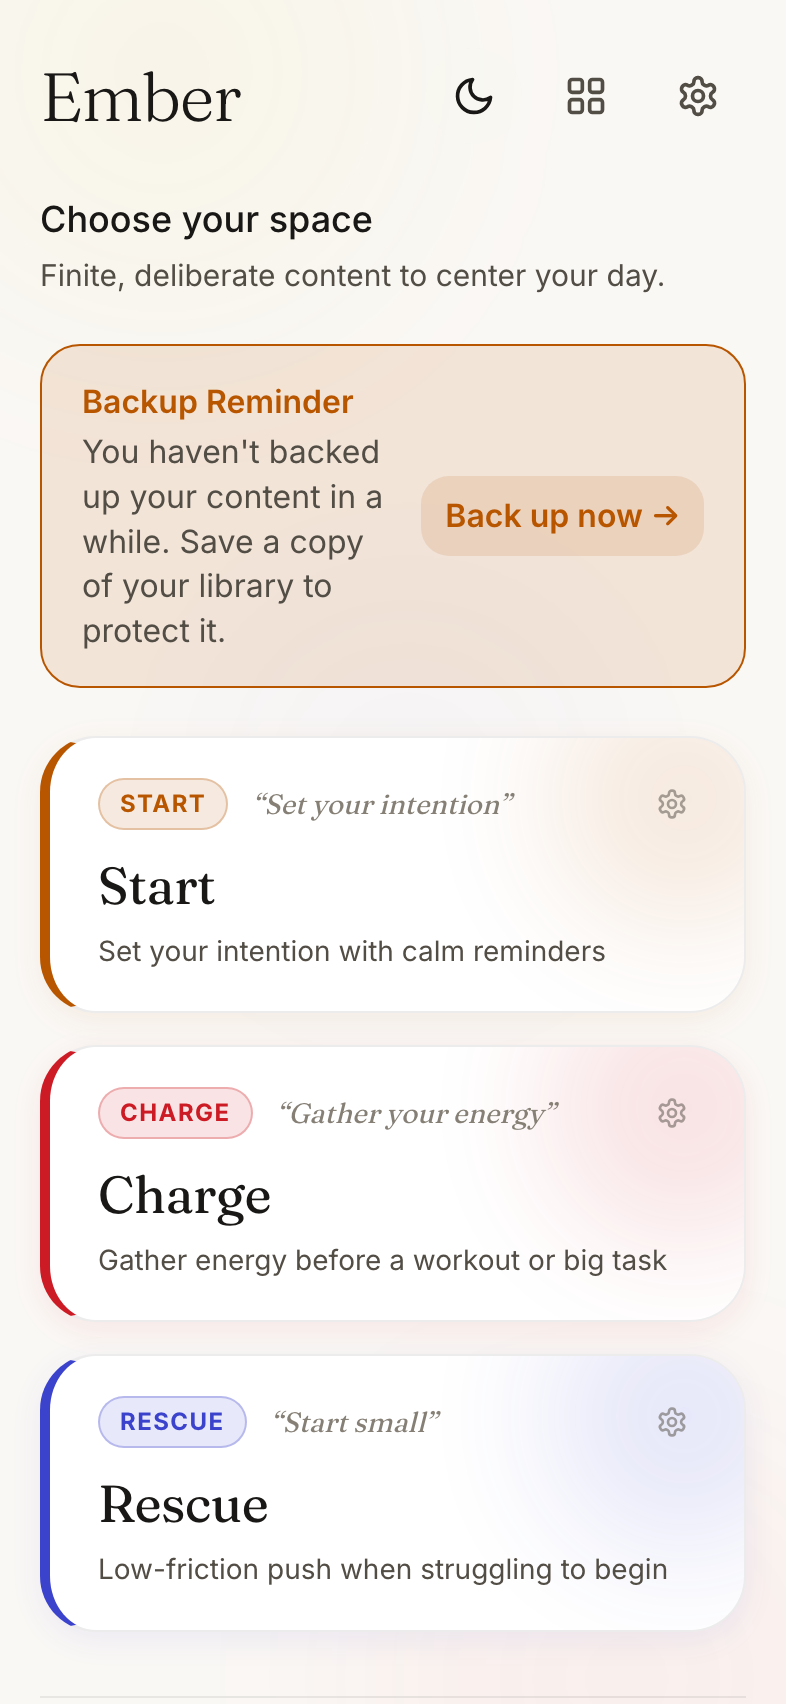 Ember
Choose your space
Finite, deliberate content to center your day.
Backup Reminder
You haven't backed
up your content in a
while. Save a copy
of your library to
protect it.
Back up now →
START
“Set your intention”
Start
Set your intention with calm reminders
CHARGE
“Gather your energy”
Charge
Gather energy before a workout or big task
RESCUE
“Start small”
Rescue
Low-friction push when struggling to begin